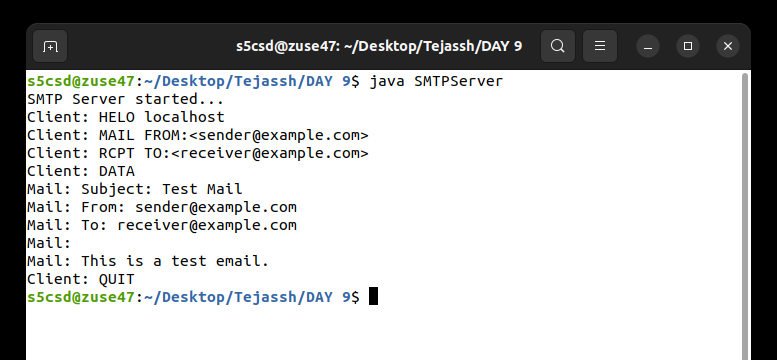 s5csd@zuse47: ~/Desktop/Tejassh/DAY 9
s5csd@zuse47:~/Desktop/Tejassh/DAY 9$ java SMTPServer
SMTP Server started...
Client: HELO localhost
Client: MAIL FROM:<sender@example.com>
Client: RCPT TO:<receiver@example.com>
Client: DATA
Mail: Subject: Test Mail
Mail: From: sender@example.com
Mail: To: receiver@example.com
Mail:
Mail: This is a test email.
Client: QUIT
s5csd@zuse47:~/Desktop/Tejassh/DAY 9$